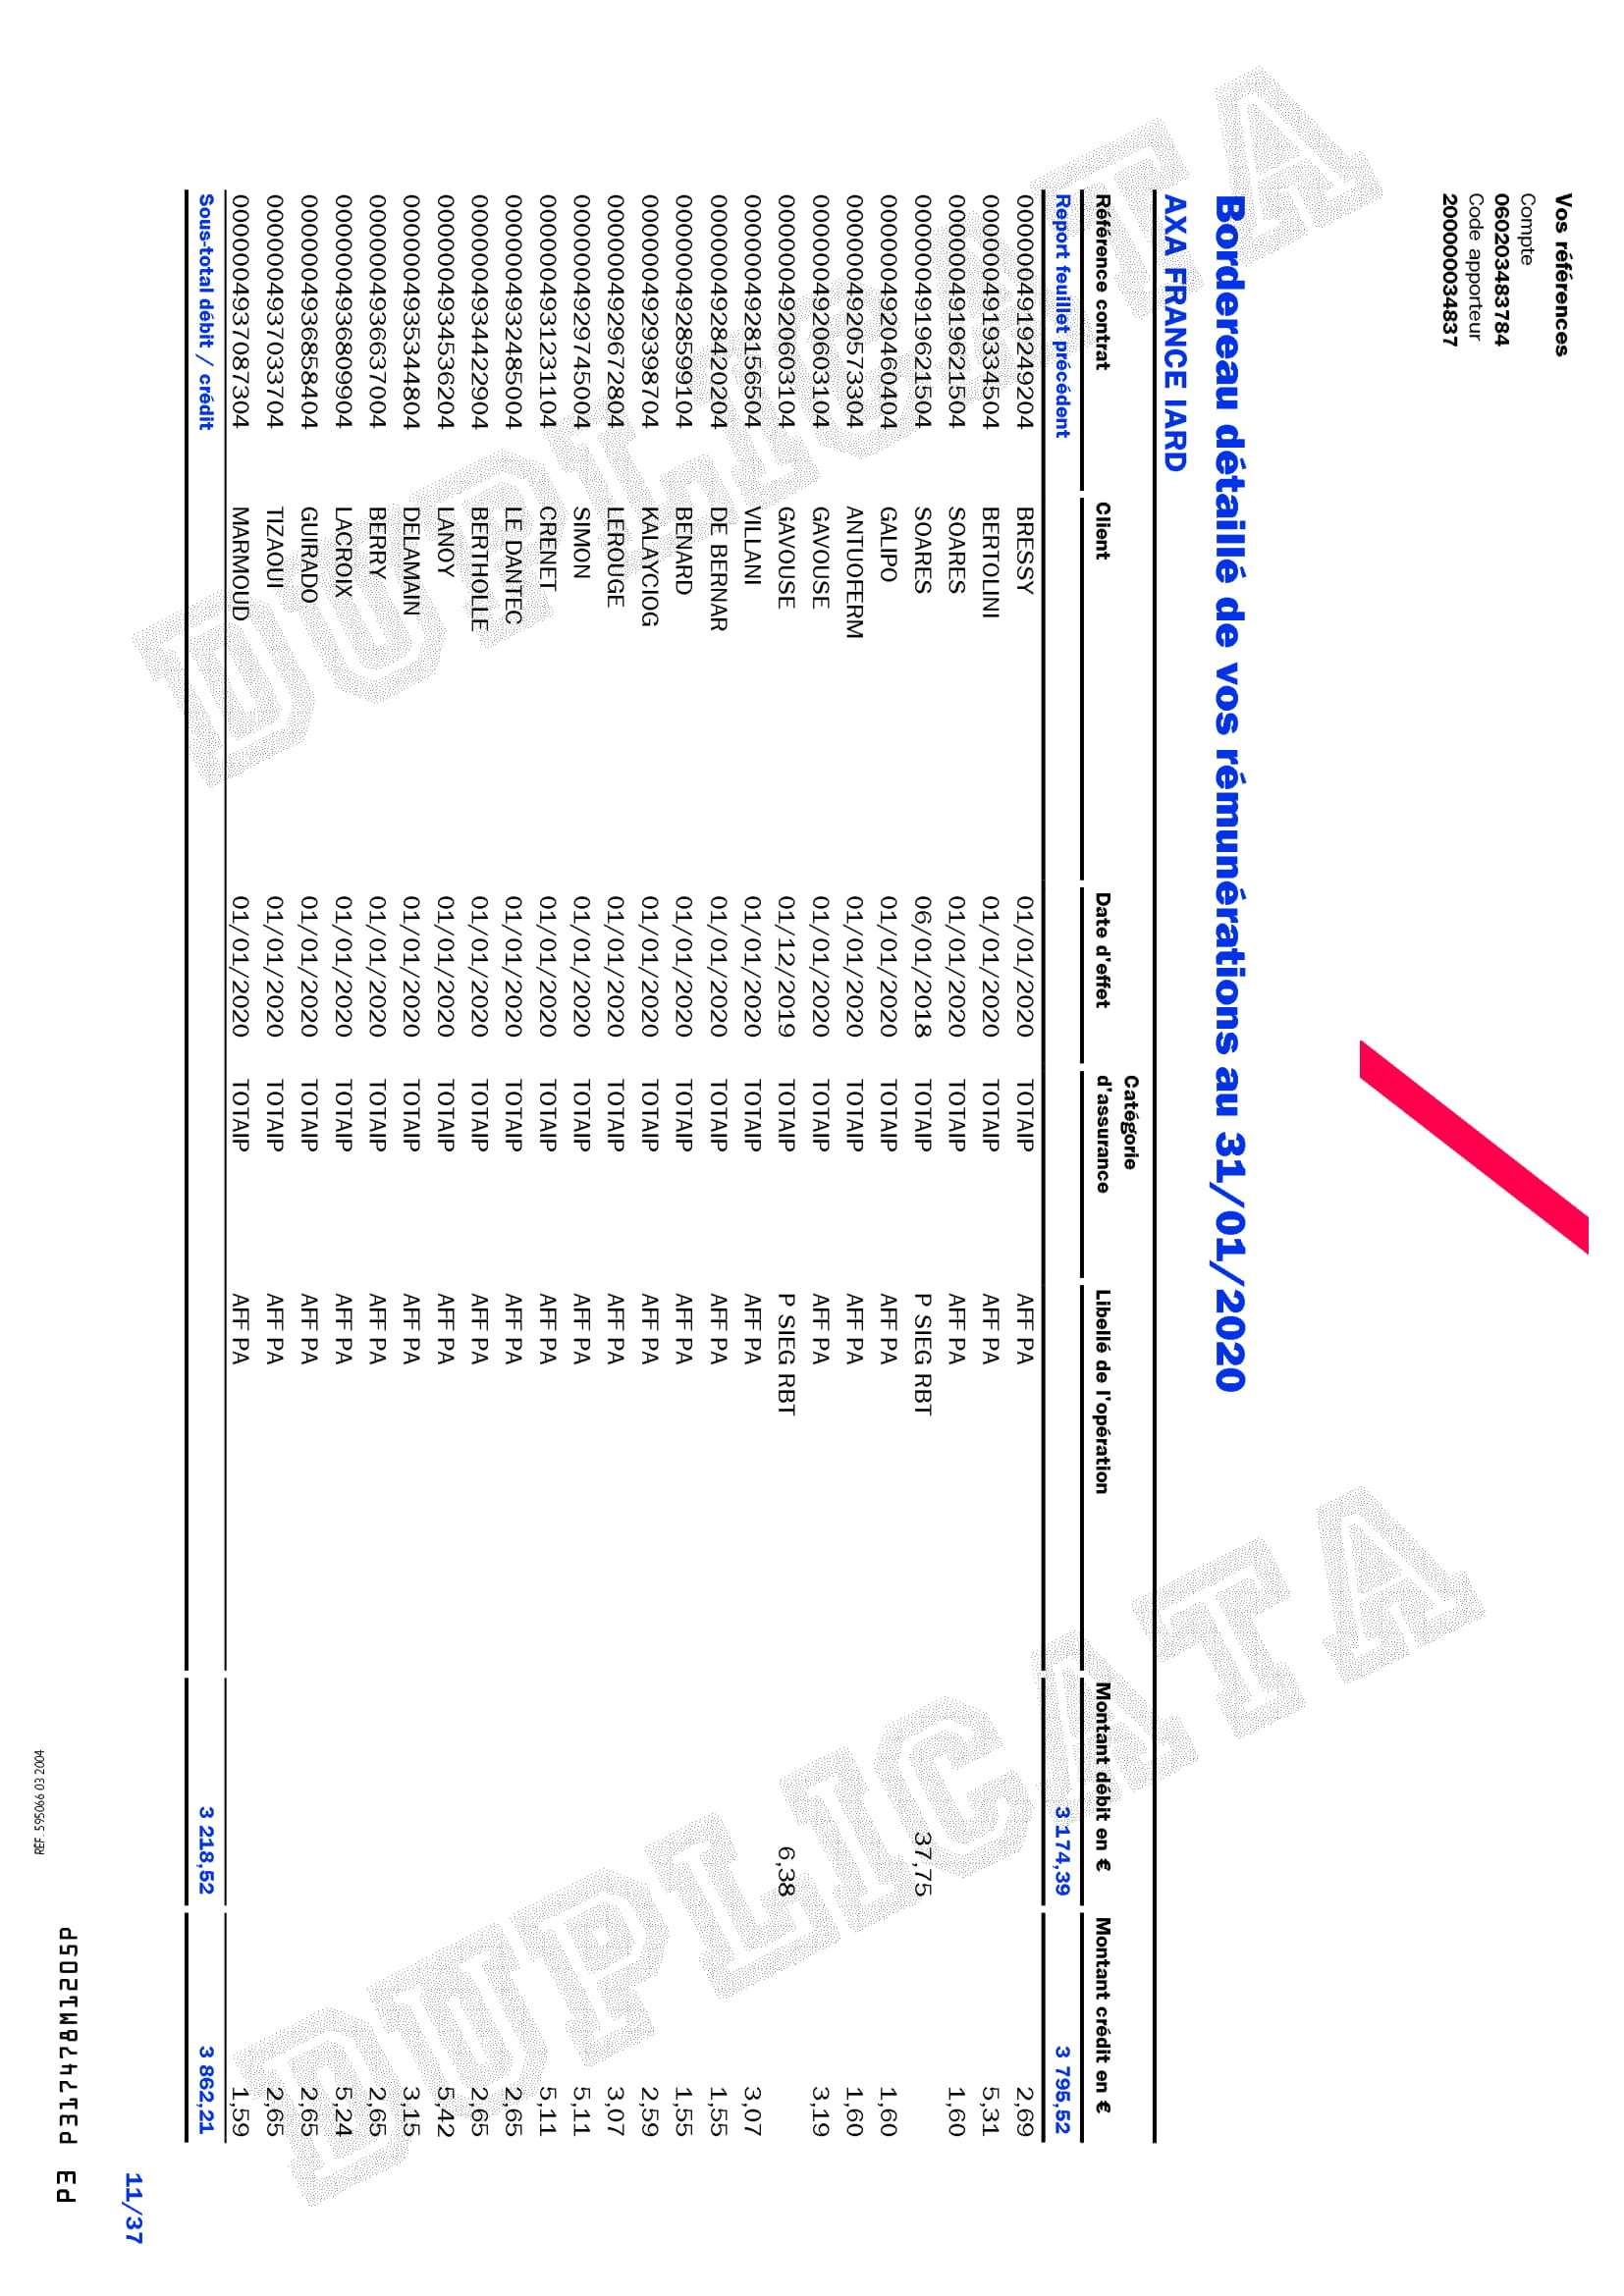 Vos références
Compte
060203483784
Code apporteur
200000034837
Bordereau détaillé de vos rémunérations au 31/01/2020
AXA FRANCE IARD
Référence contrat Client Date d'effet Catégorie d'assurance Libellé de l'opération Montant débit en € Montant crédit en €
Report feuillet précédent 3 174,39 3 795,52
0000004919249204 BRESSY 01/01/2020 TOTAIP AFF PA 2,69
0000004919334504 BERTOLINI 01/01/2020 TOTAIP AFF PA 5,31
0000004919621504 SOARES 01/01/2020 TOTAIP AFF PA 1,60
0000004919621504 SOARES 06/01/2018 TOTAIP P SIEG RBT 37,75
0000004920460404 GALIPO 01/01/2020 TOTAIP AFF PA 1,60
0000004920573304 ANTUOFERM 01/01/2020 TOTAIP AFF PA 1,60
0000004920603104 GAVOUSE 01/01/2020 TOTAIP AFF PA 3,19
0000004920603104 GAVOUSE 01/12/2019 TOTAIP P SIEG RBT 6,38
0000004928156504 VILLANI 01/01/2020 TOTAIP AFF PA 3,07
0000004928420204 DE BERNAR 01/01/2020 TOTAIP AFF PA 1,55
0000004928599104 BENARD 01/01/2020 TOTAIP AFF PA 1,55
0000004929398704 KALAYCIOG 01/01/2020 TOTAIP AFF PA 2,59
0000004929672804 LEROUGE 01/01/2020 TOTAIP AFF PA 3,07
0000004929745004 SIMON 01/01/2020 TOTAIP AFF PA 5,11
0000004931231104 CRENET 01/01/2020 TOTAIP AFF PA 5,11
0000004932485004 LE DANTEC 01/01/2020 TOTAIP AFF PA 2,65
0000004934422904 BERTHOLLE 01/01/2020 TOTAIP AFF PA 2,65
0000004934536204 LANOY 01/01/2020 TOTAIP AFF PA 5,42
0000004935344804 DELAMAIN 01/01/2020 TOTAIP AFF PA 3,15
0000004936637004 BERRY 01/01/2020 TOTAIP AFF PA 2,65
0000004936809904 LACROIX 01/01/2020 TOTAIP AFF PA 5,24
0000004936858404 GUIRADO 01/01/2020 TOTAIP AFF PA 2,65
0000004937033704 TIZAOUI 01/01/2020 TOTAIP AFF PA 2,65
0000004937087304 MARMOUD 01/01/2020 TOTAIP AFF PA 1,59
Sous-total débit / crédit 3 218,52 3 862,21
DUPLICATA
DUPLICATA
11/37
REF. 595066 03 2004
P502M1205P
PE17478 PE